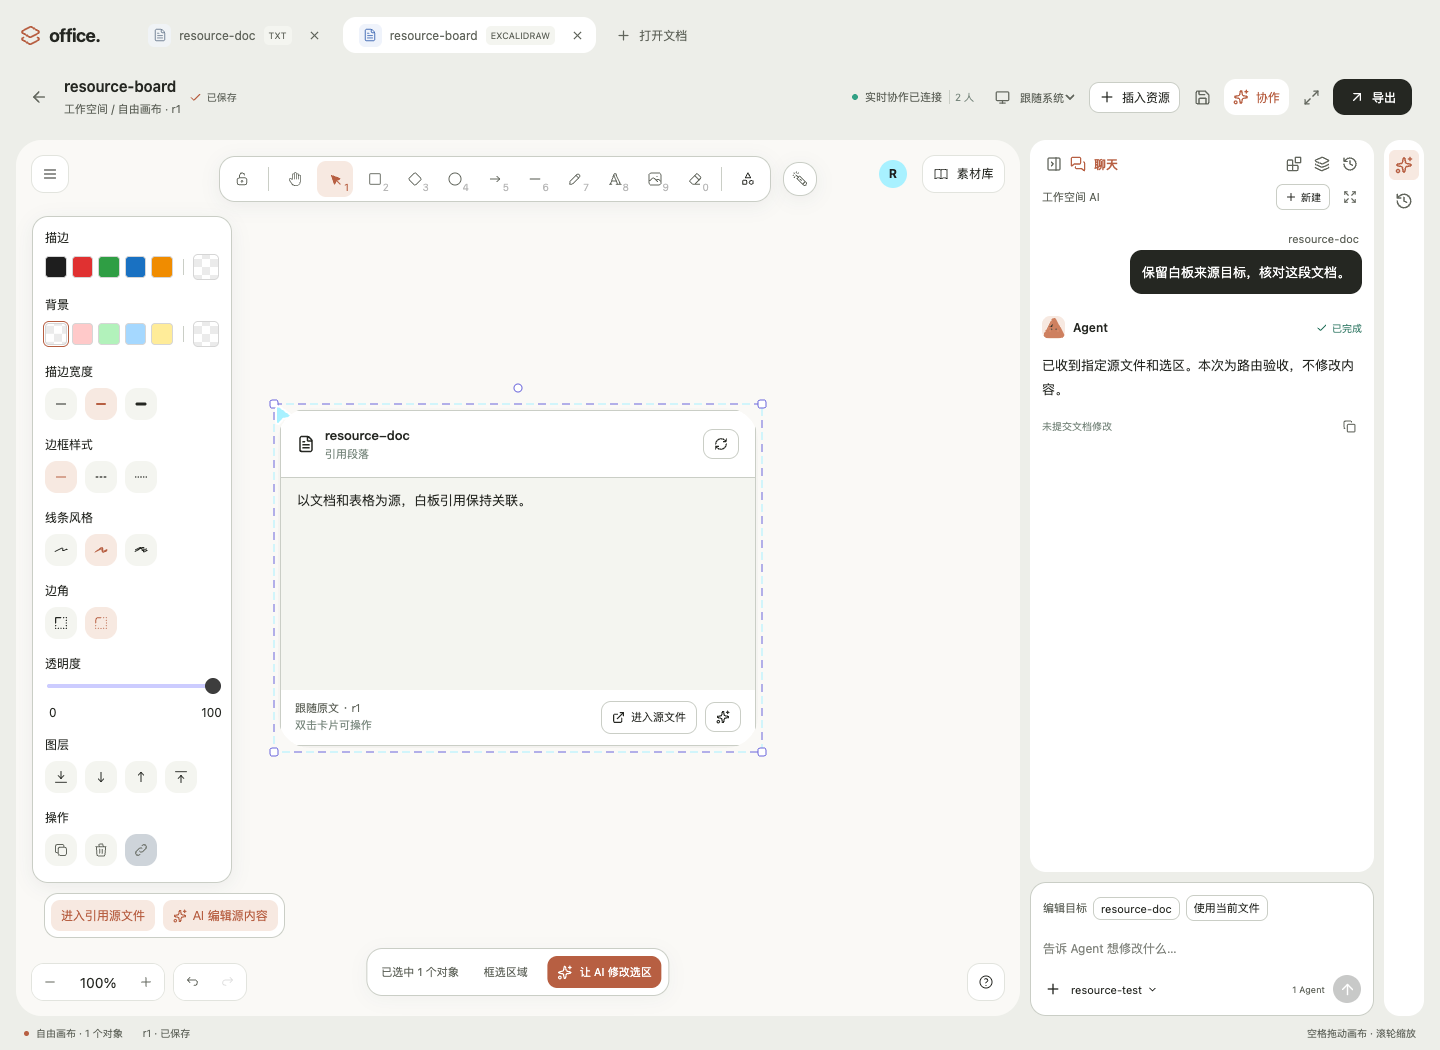 office.
resource-doc TXT
resource-board EXCALIDRAW
打开文档
resource-board
已保存
工作空间 / 自由画布 · r1
实时协作已连接 2 人
跟随系统
插入资源
协作
导出
1 2 3 4 5 6 7 8 9 0
R
素材库
描边
背景
描边宽度
边框样式
线条风格
边角
透明度
0 100
图层
操作
进入引用源文件
AI 编辑源内容
100%
resource-doc
引用段落
以文档和表格为源，白板引用保持关联。
跟随原文 · r1
双击卡片可操作
进入源文件
已选中 1 个对象
框选区域
让 AI 修改选区
聊天
工作空间 AI
新建
resource-doc
保留白板来源目标，核对这段文档。
Agent
已完成
已收到指定源文件和选区。本次为路由验收，不修改内
容。
未提交文档修改
编辑目标 resource-doc 使用当前文件
告诉 Agent 想修改什么...
resource-test
1 Agent
自由画布 · 1 个对象
r1 · 已保存
空格拖动画布 · 滚轮缩放